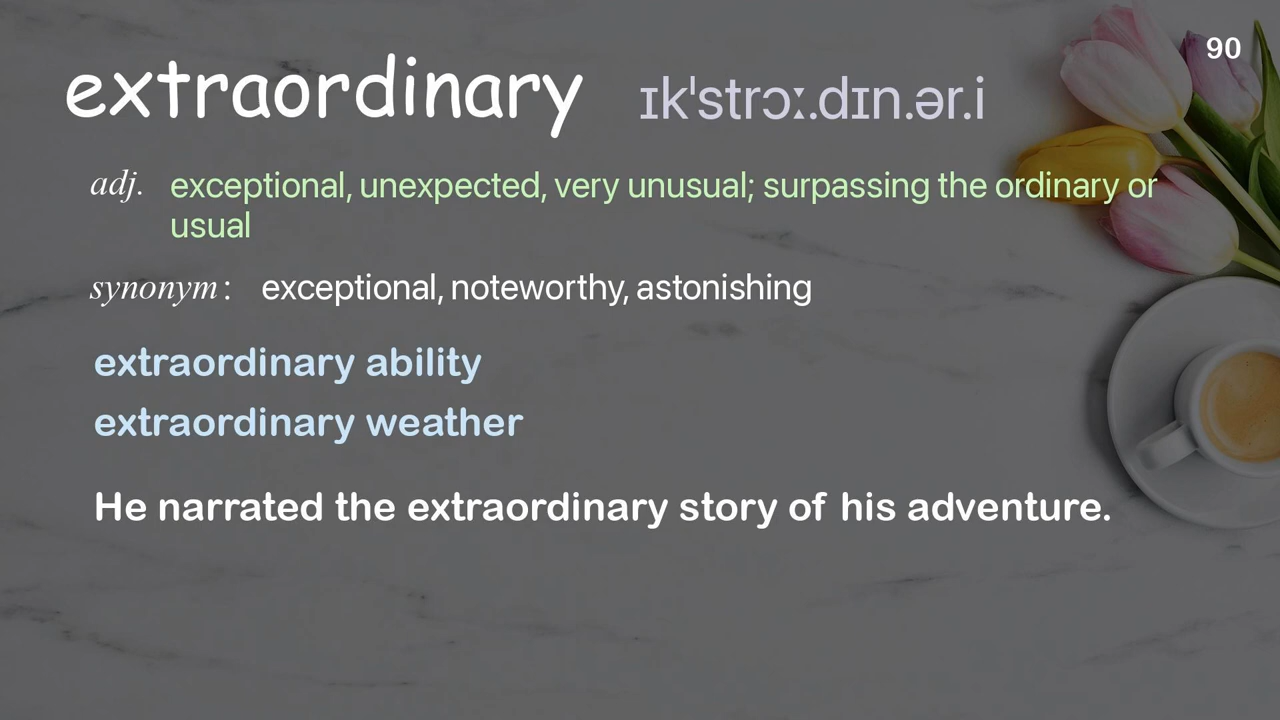 90
extraordinary ɪkˈstrɔː.dɪn.ər.i
adj. exceptional, unexpected, very unusual; surpassing the ordinary or
usual
synonym: exceptional, noteworthy, astonishing
extraordinary ability
extraordinary weather
He narrated the extraordinary story of his adventure.